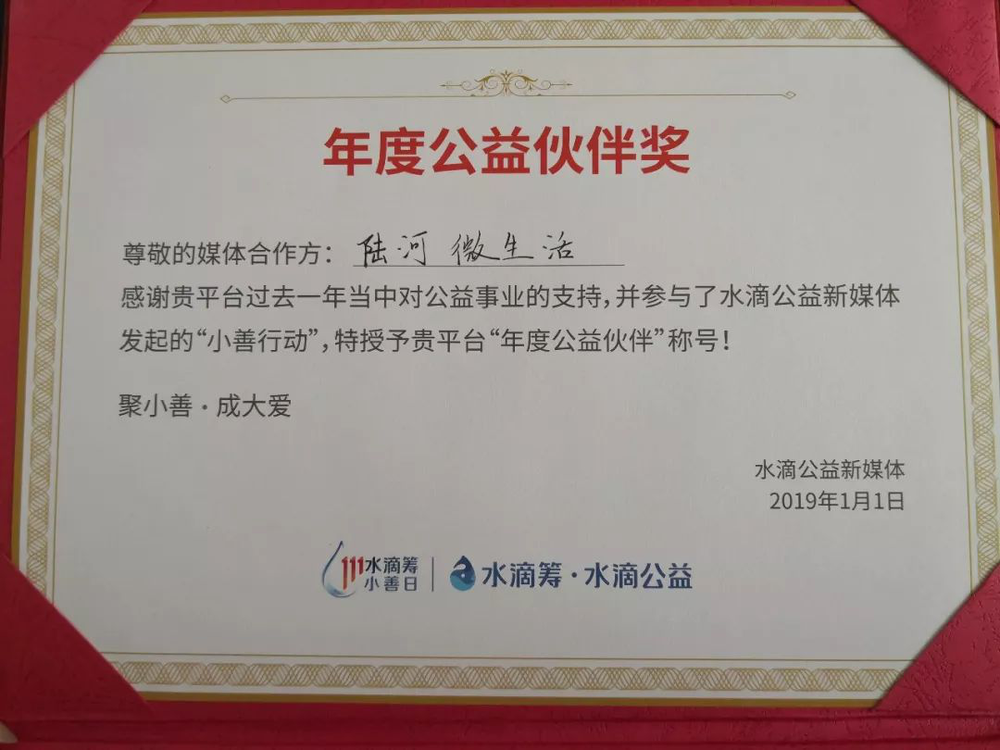 年度公益伙伴奖
尊敬的媒体合作方：陆河微生活
感谢贵平台过去一年当中对公益事业的支持，并参与了水滴公益新媒体
发起的“小善行动”，特授予贵平台“年度公益伙伴”称号！
聚小善·成大爱
水滴公益新媒体
2019年1月1日
111水滴筹
小善日
水滴筹·水滴公益